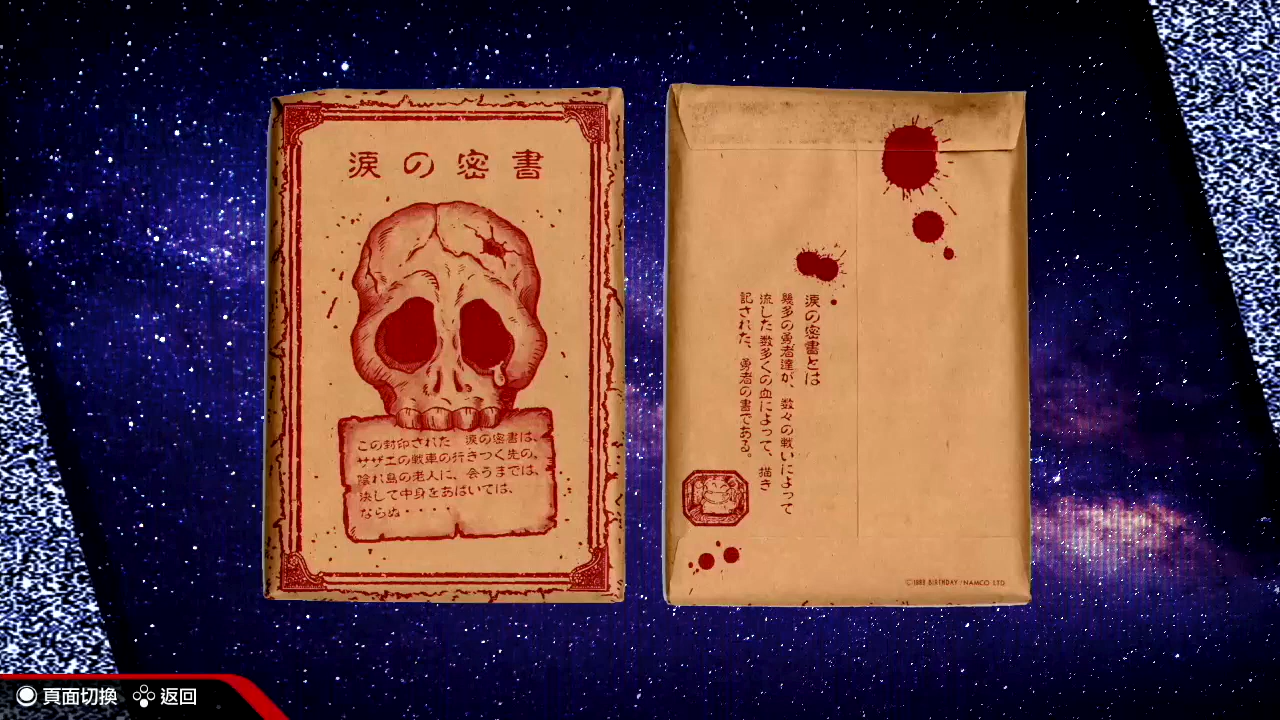 涙の密書
この封印された 涙の密書は、
サザエの戦車の行きつく先の、
隠れ島の老人に、会うまでは、
決して中身をあばいては、
ならぬ・・・・
涙の密書とは
幾多の勇者達が、数々の戦いによって
流した数多くの血によって、描き
記された、勇者の書である。
©1989 BIRTHDAY/NAMCO LTD
頁面切換 返回